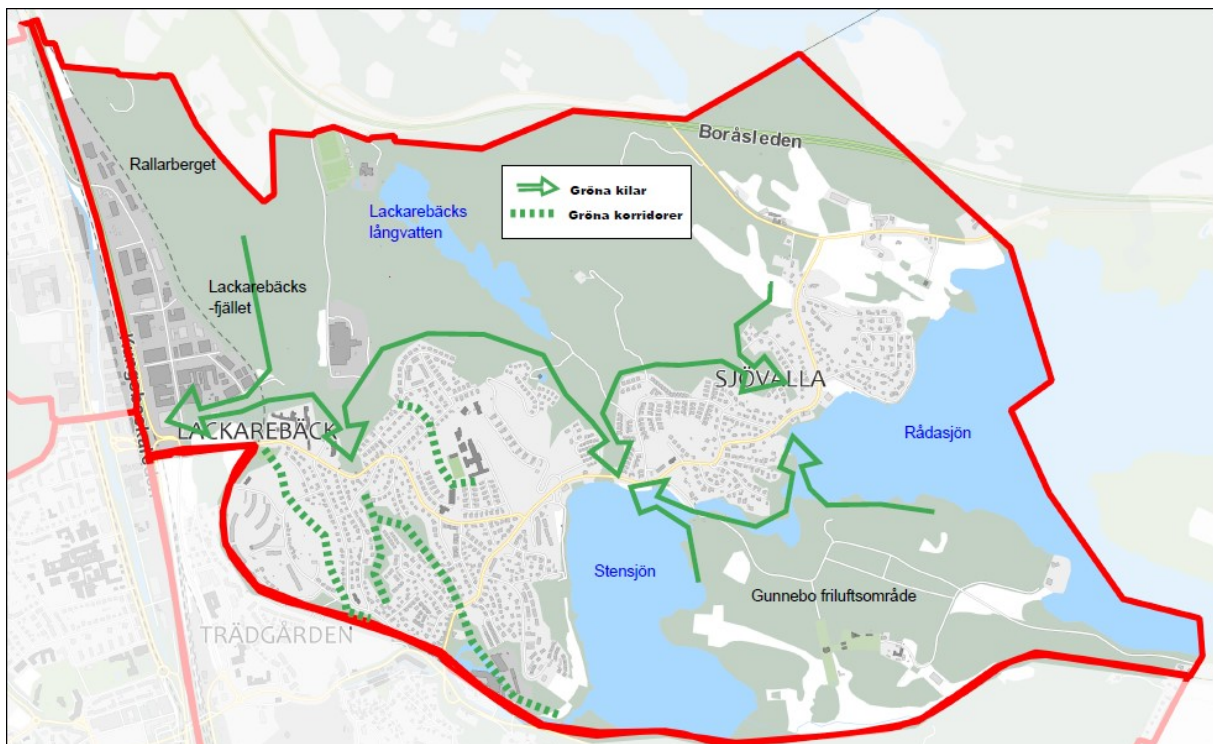 Boråsleden
Rallarberget
Gröna kilar
Gröna korridorer
Lackarebäcks
långvatten
Lackarebäcks
-fjället
SJÖVALLA
LACKAREBÄCK
Rådasjön
Stensjön
Gunnebo friluftsområde
TRÄDGÅRDEN